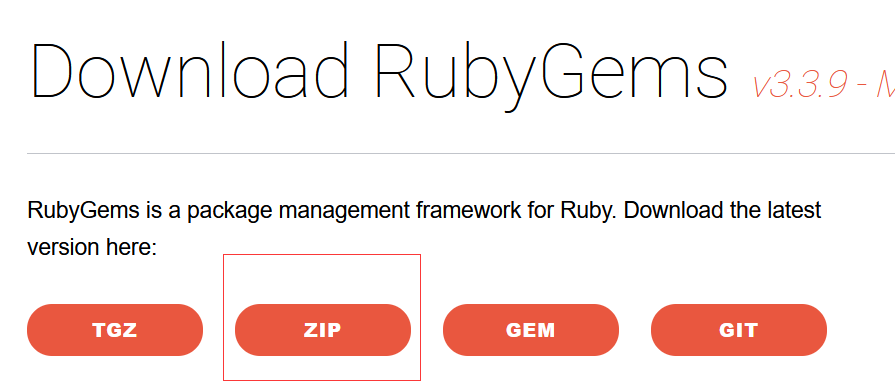 Download RubyGems v3.3.9 -
RubyGems is a package management framework for Ruby. Download the latest
version here:
TGZ ZIP GEM GIT